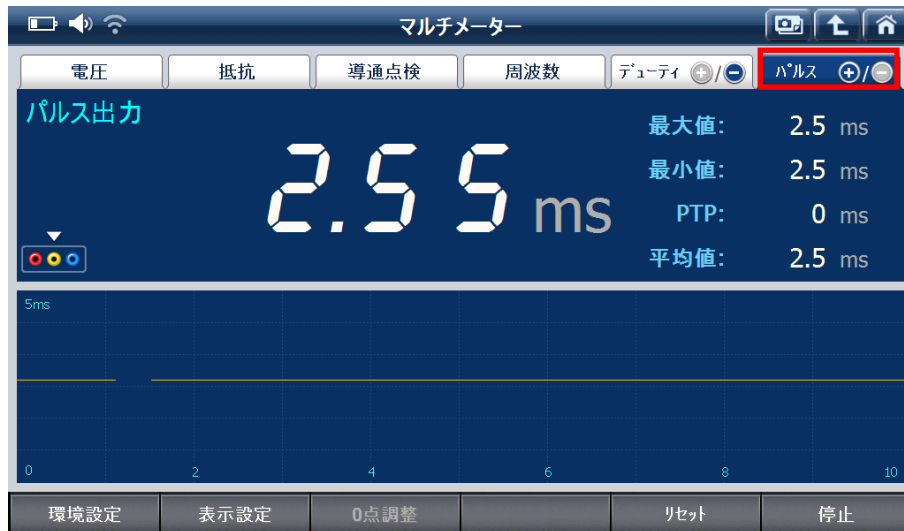 マルチメーター
電圧 抵抗 導通点検 周波数 ﾃﾞｭｰﾃｨ ⊕/⊖ ﾊﾟﾙｽ ⊕/⊖
パルス出力
2.55 ms
最大値: 2.5 ms
最小値: 2.5 ms
PTP: 0 ms
平均値: 2.5 ms
5ms
0 2 4 6 8 10
環境設定 表示設定 0点調整 ﾘｾｯﾄ 停止